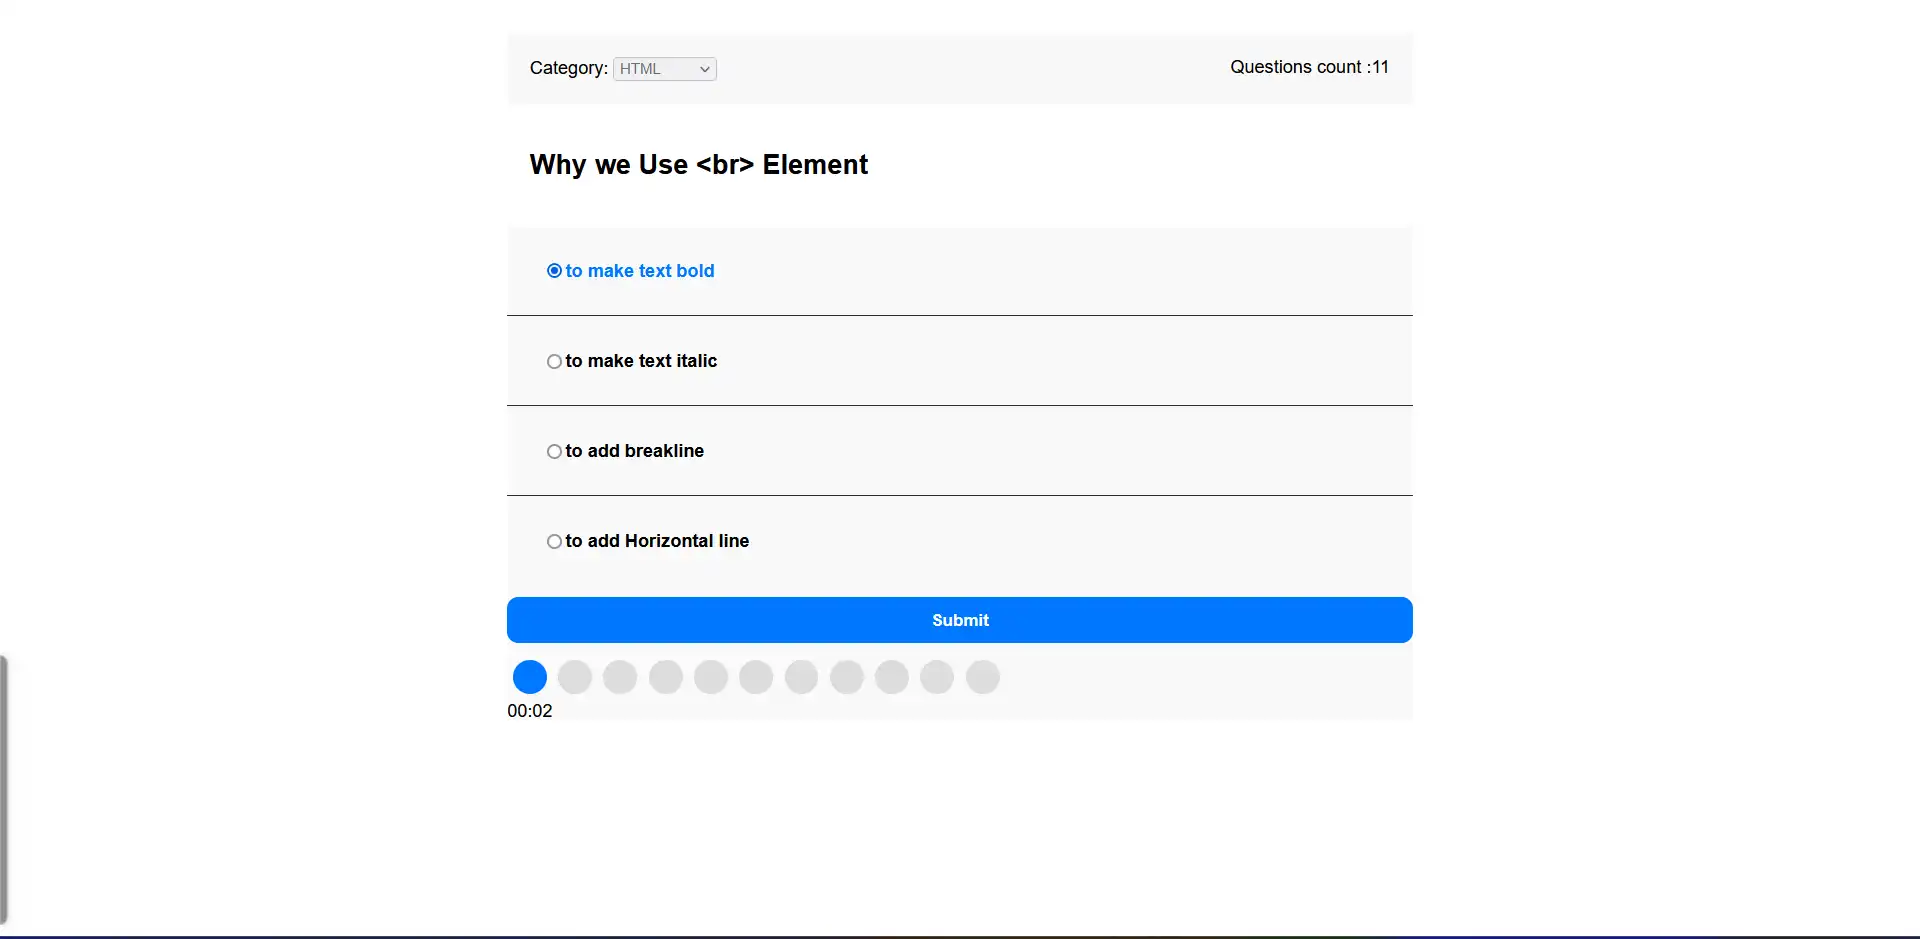 Category: HTML
Questions count :11
Why we Use <br> Element
to make text bold
to make text italic
to add breakline
to add Horizontal line
Submit
00:02